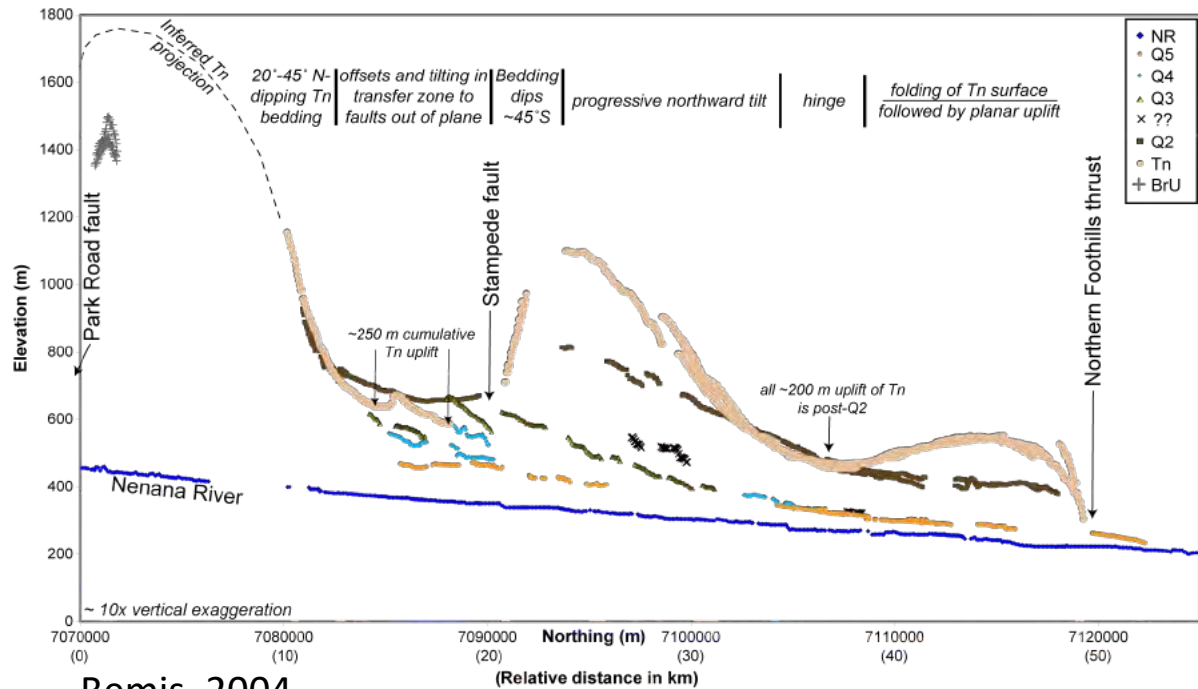 1800
1600
1400
1200
1000
800
600
400
200
0
Elevation (m)
Inferred Tn
projection
20˚-45˚ N-
dipping Tn
bedding
offsets and tilting in
transfer zone to
faults out of plane
Bedding
dips
~45˚S
progressive northward tilt
hinge
folding of Tn surface
followed by planar uplift
NR
Q5
Q4
Q3
??
Q2
Tn
BrU
Park Road fault
Stampede fault
Northern Foothills thrust
~250 m cumulative
Tn uplift
all ~200 m uplift of Tn
is post-Q2
Nenana River
~ 10x vertical exaggeration
7070000
7080000
7090000
Northing (m)
7100000
7110000
7120000
(0)
(10)
(20)
(30)
(40)
(50)
(Relative distance in km)
Bemis, 2004